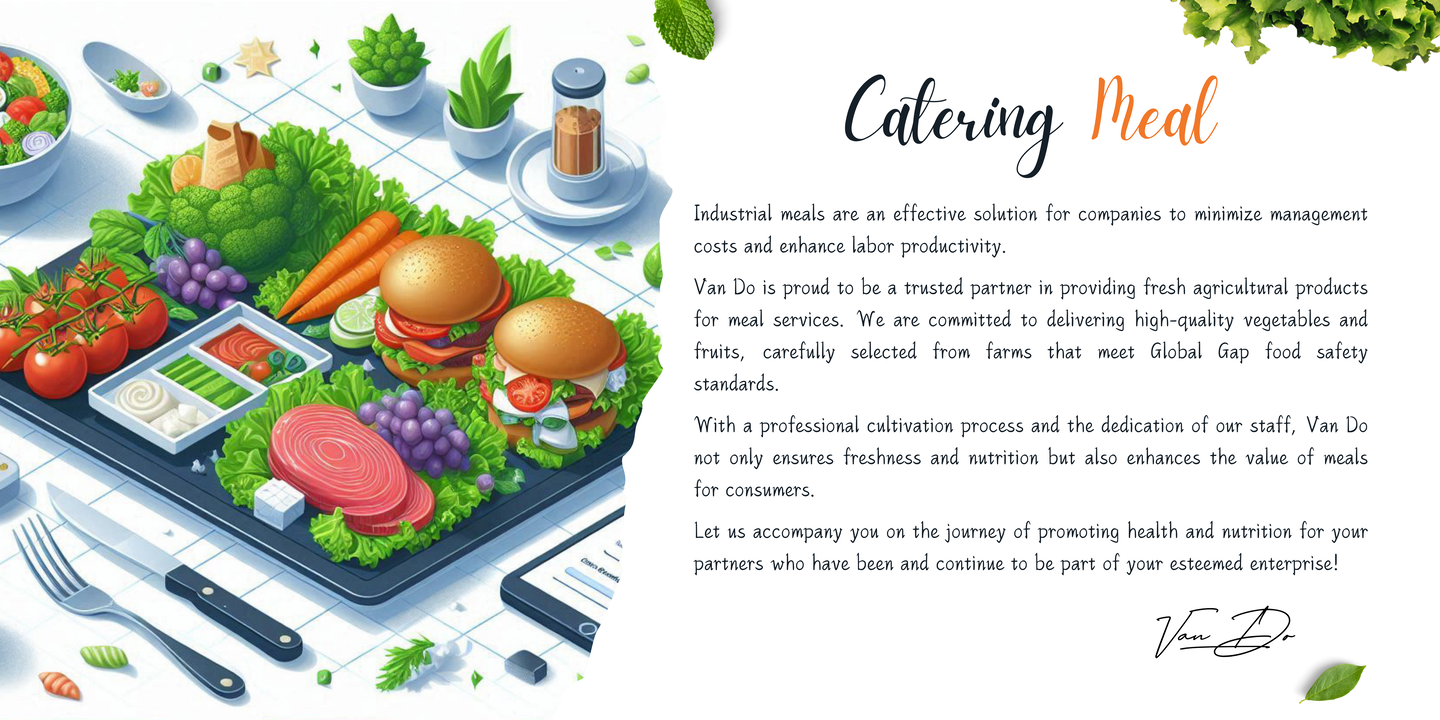 Catering Meal
Industrial meals are an effective solution for companies to minimize management
costs and enhance labor productivity.
Van Do is proud to be a trusted partner in providing fresh agricultural products
for meal services. We are committed to delivering high-quality vegetables and
fruits, carefully selected from farms that meet Global Gap food safety
standards.
With a professional cultivation process and the dedication of our staff, Van Do
not only ensures freshness and nutrition but also enhances the value of meals
for consumers.
Let us accompany you on the journey of promoting health and nutrition for your
partners who have been and continue to be part of your esteemed enterprise!
Van Do